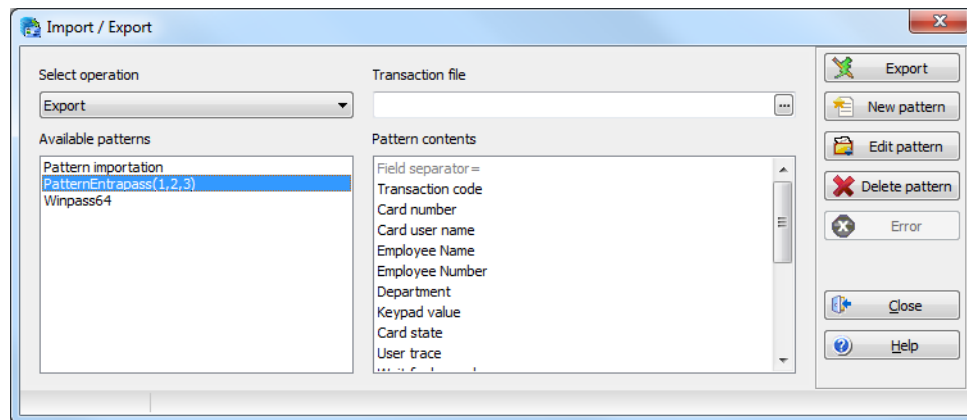 Import / Export
Select operation
Export
Transaction file
...
Available patterns
Pattern importation
PatternEntrapass(1,2,3)
Winpass64
Pattern contents
Field separator=
Transaction code
Card number
Card user name
Employee Name
Employee Number
Department
Keypad value
Card state
User trace
Export
New pattern
Edit pattern
Delete pattern
Error
Close
Help